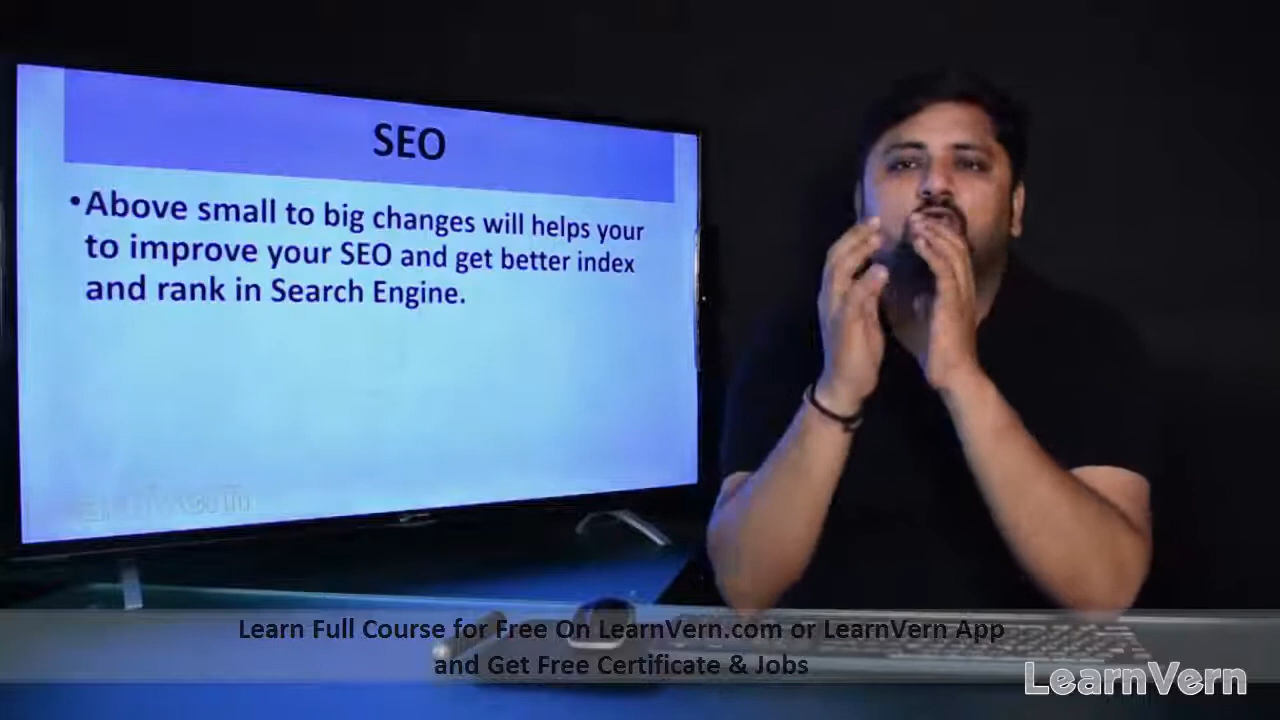 SEO
•Above small to big changes will helps your
to improve your SEO and get better index
and rank in Search Engine.
Learn Full Course for Free On LearnVern.com or LearnVern App
and Get Free Certificate & Jobs
LearnVern